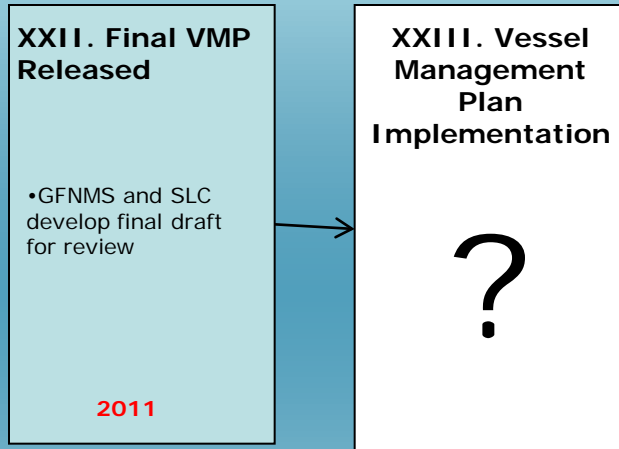 XXII. Final VMP
Released
•GFNMS and SLC
develop final draft
for review
2011
XXIII. Vessel
Management
Plan
Implementation
?